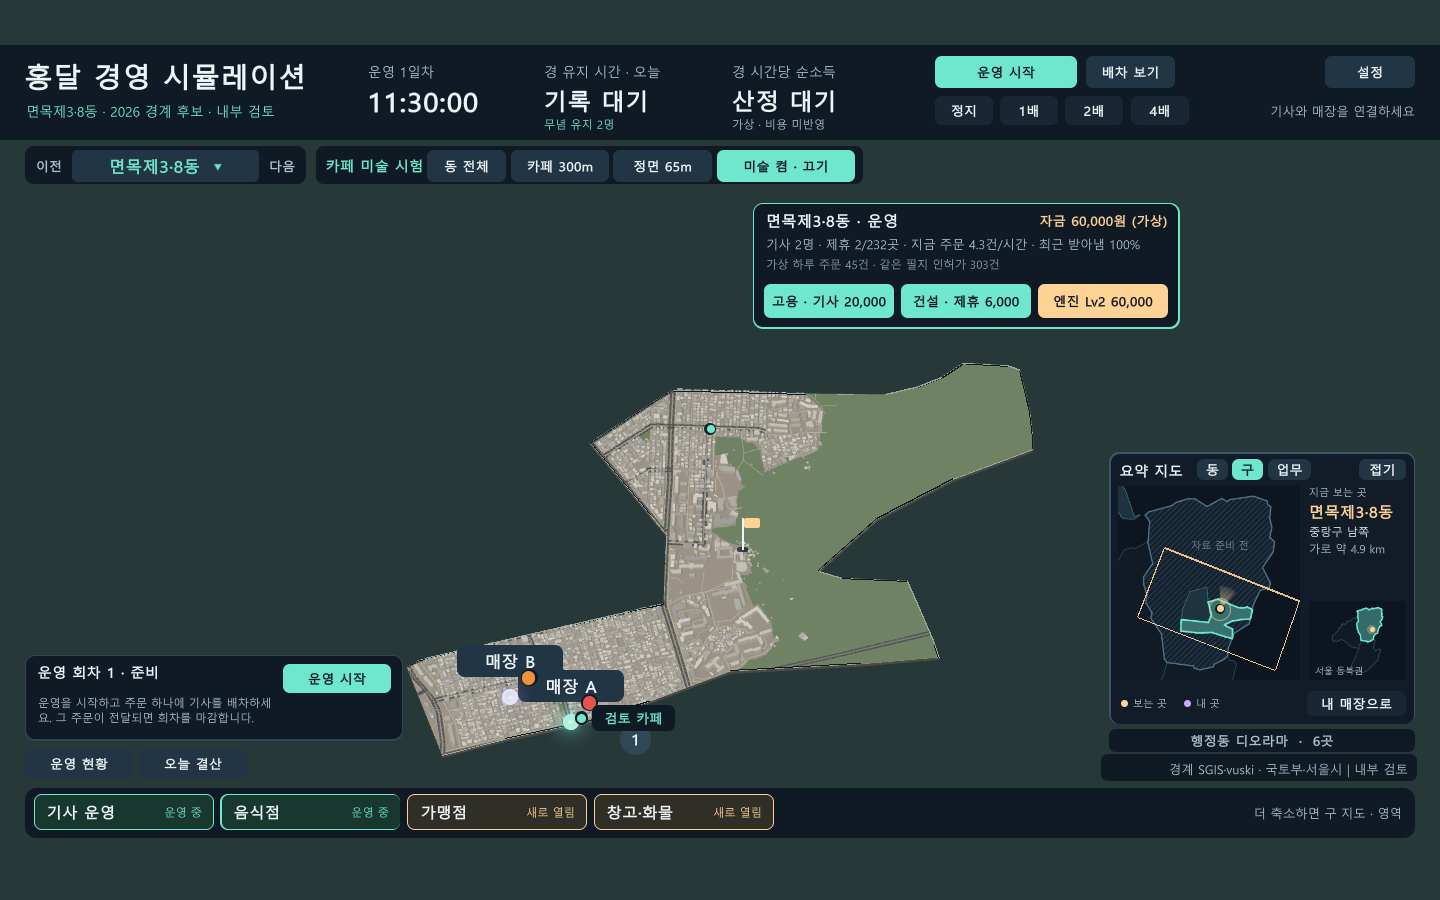 홍달 경영 시뮬레이션
면목제3·8동 · 2026 경계 후보 · 내부 검토
운영 1일차
11:30:00
경 유지 시간 · 오늘
기록 대기
무념 유지 2명
경 시간당 순소득
산정 대기
가상 · 비용 미반영
운영 시작
배차 보기
설정
정지
1배
2배
4배
기사와 매장을 연결하세요
이전
면목제3·8동 ▼
다음
카페 미술 시험
동 전체
카페 300m
정면 65m
미술 켬 · 끄기
면목제3·8동 · 운영
자금 60,000원 (가상)
기사 2명 · 제휴 2/232곳 · 지금 주문 4.3건/시간 · 최근 받아냄 100%
가상 하루 주문 45건 · 같은 필지 인허가 303건
고용 · 기사 20,000
건설 · 제휴 6,000
엔진 Lv2 60,000
요약 지도
동
구
업무
접기
자료 준비 전
지금 보는 곳
면목제3·8동
중랑구 남쪽
가로 약 4.9 km
서울 동북권
보는 곳
내 곳
내 매장으로
행정동 디오라마 · 6곳
경계 SGIS·vuski · 국토부·서울시 | 내부 검토
매장 B
매장 A
검토 카페
1
운영 회차 1 · 준비
운영 시작
운영을 시작하고 주문 하나에 기사를 배차하세
요. 그 주문이 전달되면 회차를 마감합니다.
운영 현황
오늘 결산
기사 운영
운영 중
음식점
운영 중
가맹점
새로 열림
창고·화물
새로 열림
더 축소하면 구 지도 · 영역